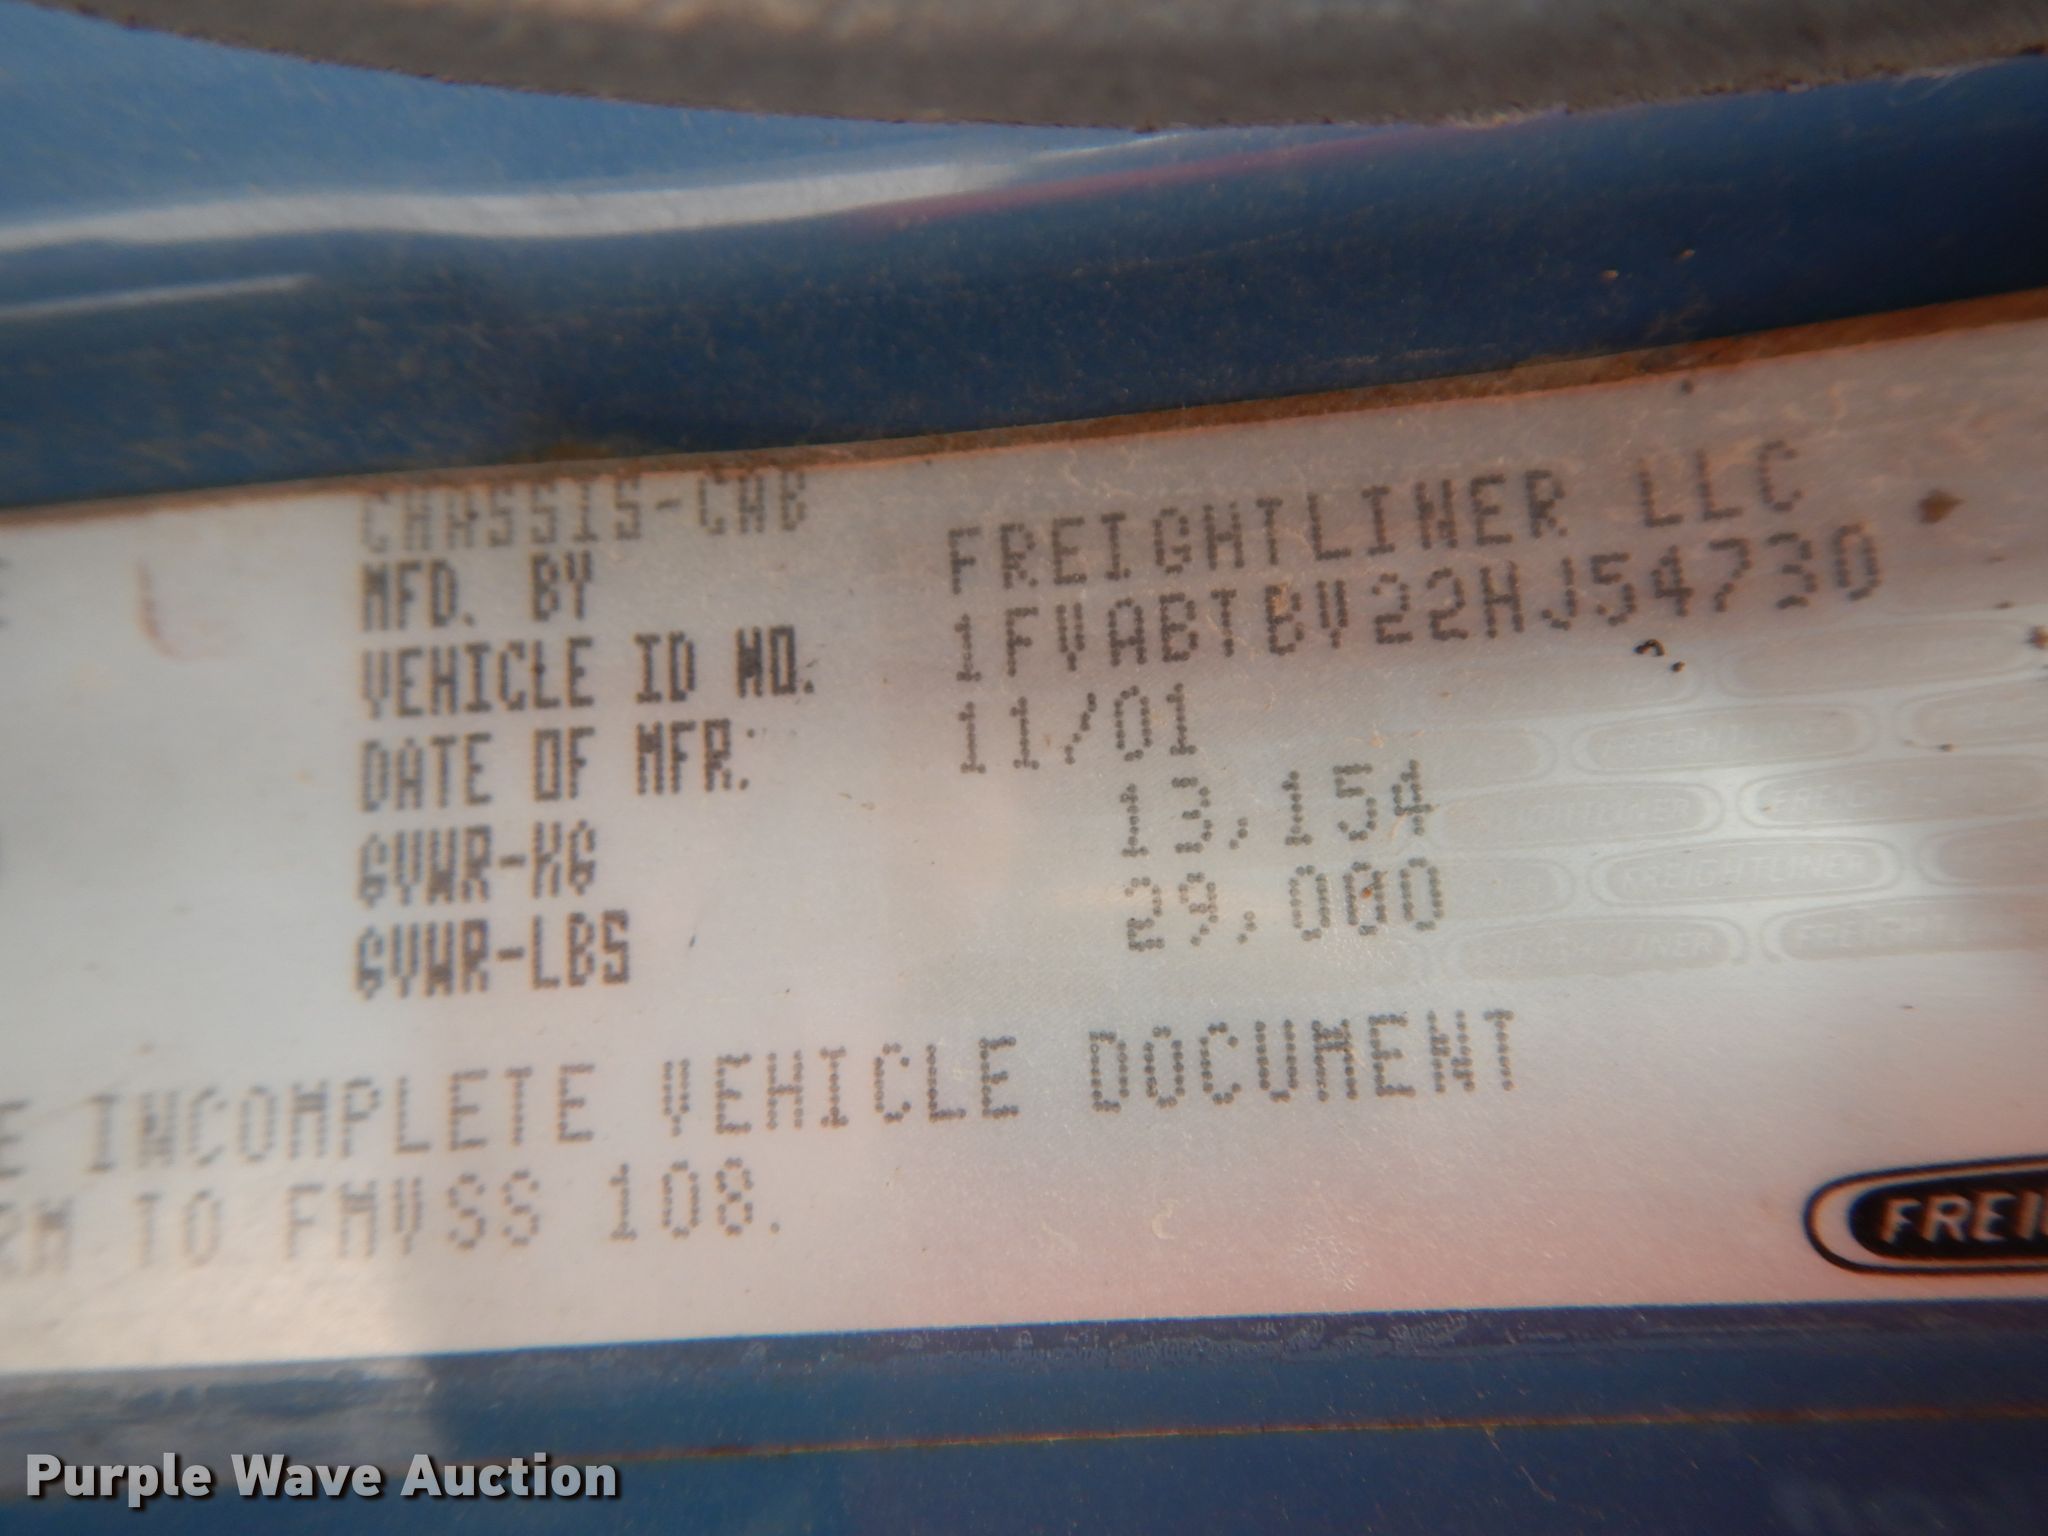 CHASSIS-CAB
MFD. BY FREIGHTLINER LLC
VEHICLE ID NO. 1FVABTBV22HJ54730
DATE OF MFR: 11/01
GVWR-KG 13,154
GVWR-LBS 29,000
INCOMPLETE VEHICLE DOCUMENT
TO FMVSS 108.
FREI
Purple Wave Auction